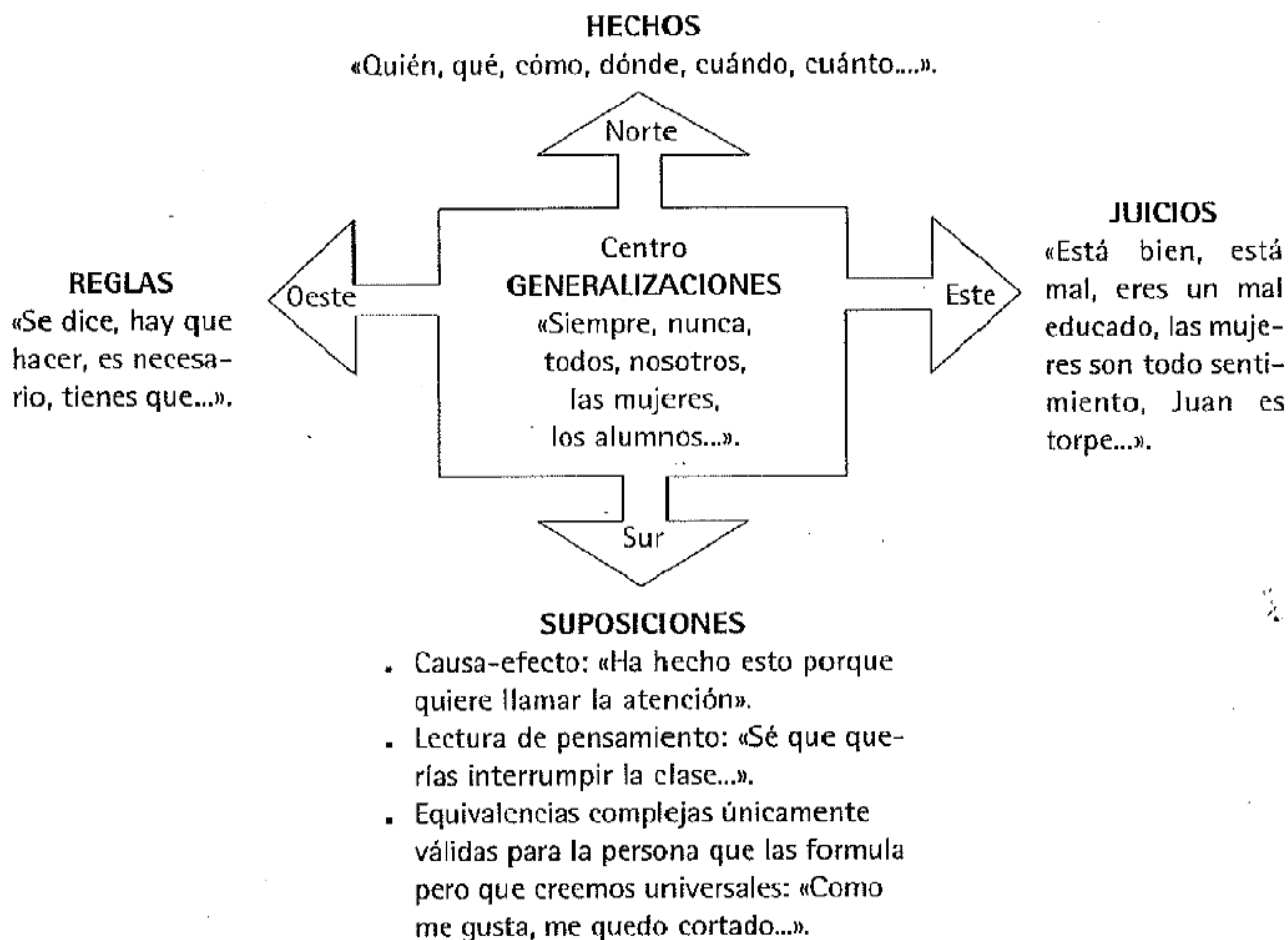 HECHOS
«Quién, qué, cómo, dónde, cuándo, cuánto....».
Norte
REGLAS
«Se dice, hay que
hacer, es necesa-
rio, tienes que...».
Oeste
Centro
GENERALIZACIONES
«Siempre, nunca,
todos, nosotros,
las mujeres,
los alumnos...».
Este
JUICIOS
«Está bien, está
mal, eres un mal
educado, las muje-
res son todo senti-
miento, Juan es
torpe...».
Sur
SUPOSICIONES
▪ Causa-efecto: «Ha hecho esto porque
quiere llamar la atención».
▪ Lectura de pensamiento: «Sé que que-
rías interrumpir la clase...».
▪ Equivalencias complejas únicamente
válidas para la persona que las formula
pero que creemos universales: «Como
me gusta, me quedo cortado...».